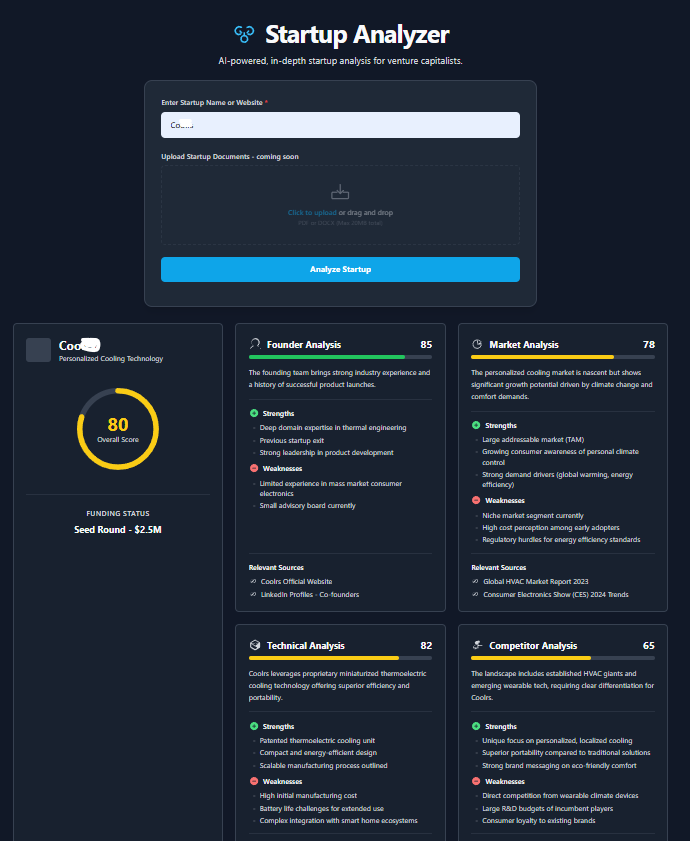 Startup Analyzer
AI-powered, in-depth startup analysis for venture capitalists.
Enter Startup Name or Website *
Upload Startup Documents - coming soon
Click to upload or drag and drop
Analyze Startup
Personalized Cooling Technology
80
Overall Score
FUNDING STATUS
Seed Round - $2.5M
Founder Analysis 85
The founding team brings strong industry experience and
a history of successful product launches.
Strengths
- Deep domain expertise in thermal engineering
- Previous startup exit
- Strong leadership in product development
Weaknesses
- Limited experience in mass market consumer
electronics
- Small advisory board currently
Relevant Sources
Coolrs Official Website
LinkedIn Profiles - Co-founders
Market Analysis 78
The personalized cooling market is nascent but shows
significant growth potential driven by climate change and
comfort demands.
Strengths
- Large addressable market (TAM)
- Growing consumer awareness of personal climate
control
- Strong demand drivers (global warming, energy
efficiency)
Weaknesses
- Niche market segment currently
- High cost perception among early adopters
- Regulatory hurdles for energy efficiency standards
Relevant Sources
Global HVAC Market Report 2023
Consumer Electronics Show (CES) 2024 Trends
Technical Analysis 82
Coolrs leverages proprietary miniaturized thermoelectric
cooling technology offering superior efficiency and
portability.
Strengths
- Patented thermoelectric cooling unit
- Compact and energy-efficient design
- Scalable manufacturing process outlined
Weaknesses
- High initial manufacturing cost
- Battery life challenges for extended use
- Complex integration with smart home ecosystems
Competitor Analysis 65
The landscape includes established HVAC giants and
emerging wearable tech, requiring clear differentiation for
Coolrs.
Strengths
- Unique focus on personalized, localized cooling
- Superior portability compared to traditional solutions
- Strong brand messaging on eco-friendly comfort
Weaknesses
- Direct competition from wearable climate devices
- Large R&D budgets of incumbent players
- Consumer loyalty to existing brands